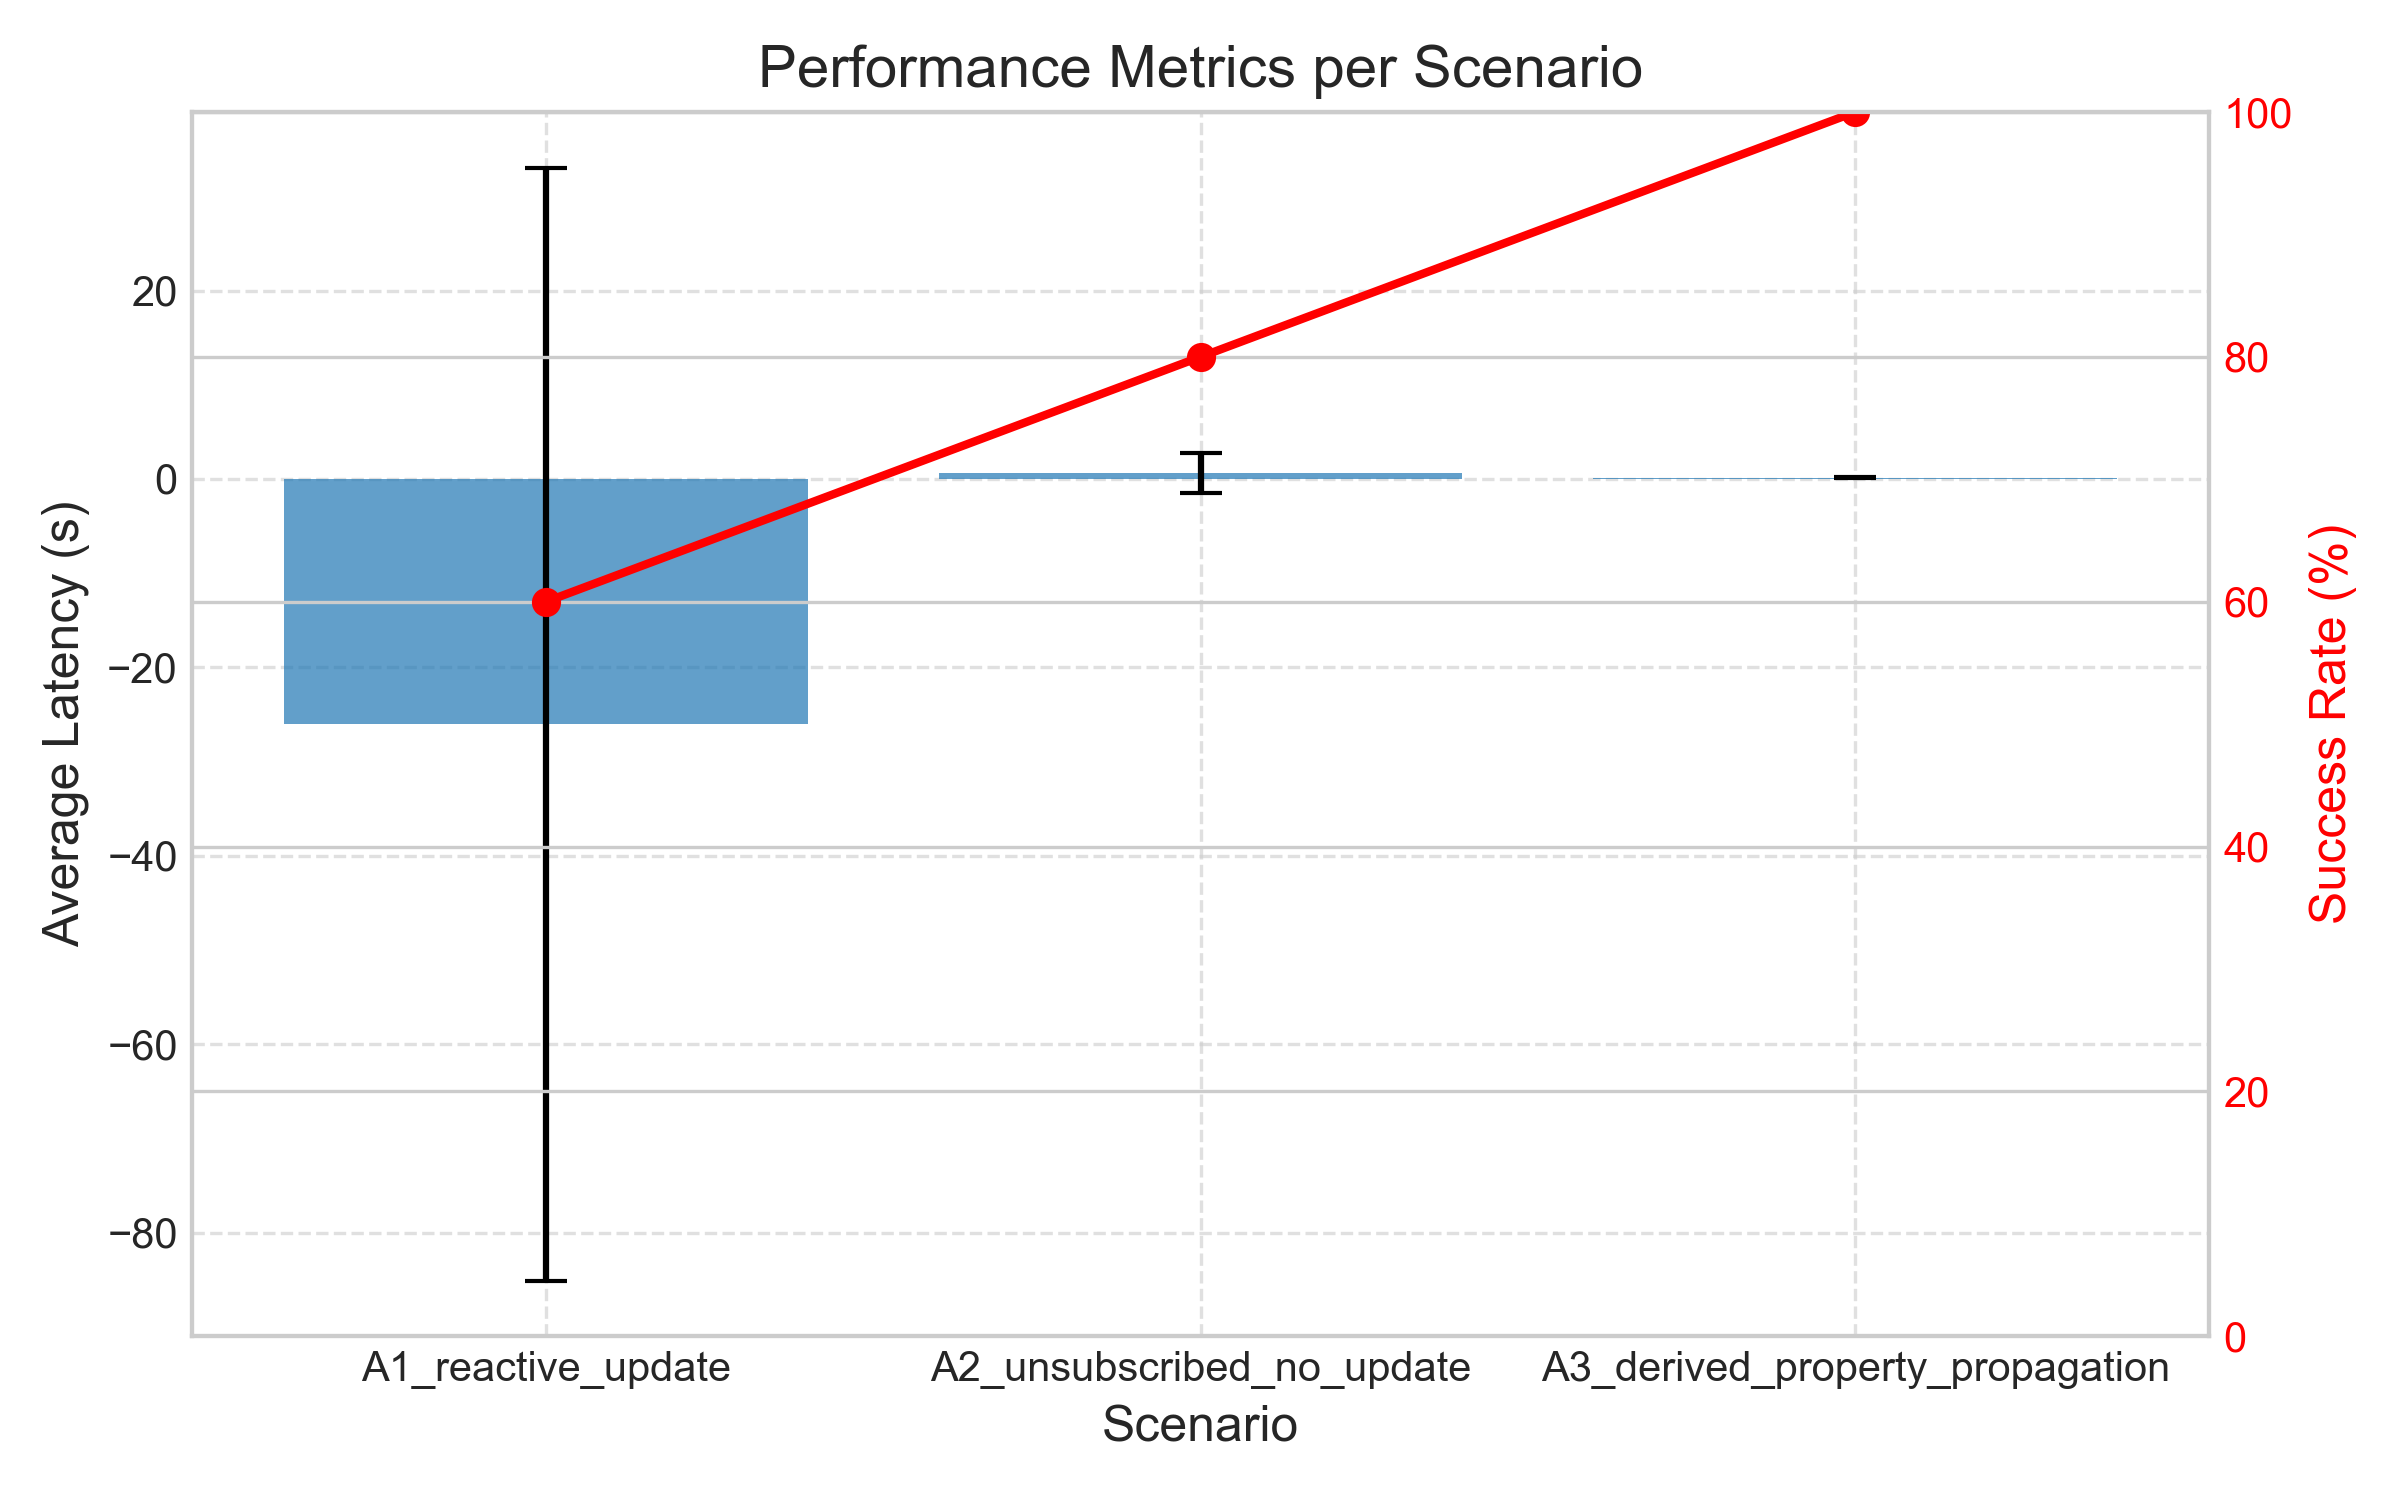 Performance Metrics per Scenario
Average Latency (s)
20
0
−20
−40
−60
−80
100
80
60
40
20
0
Success Rate (%)
A1_reactive_update
A2_unsubscribed_no_update
A3_derived_property_propagation
Scenario